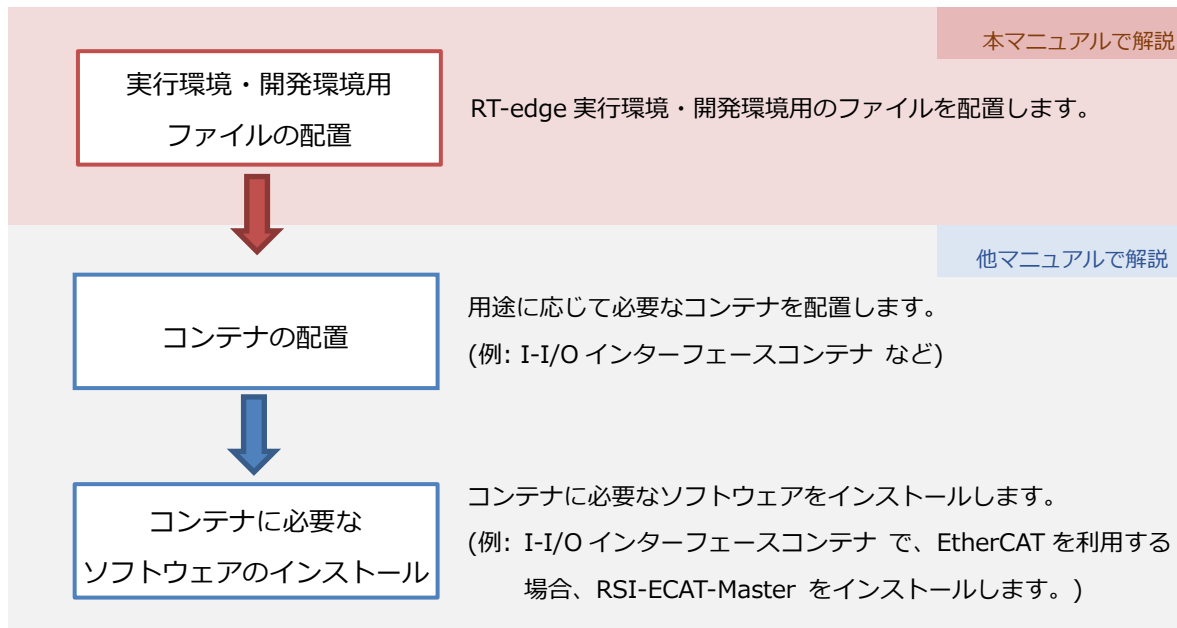 本マニュアルで解説
実行環境・開発環境用
ファイルの配置
RT-edge 実行環境・開発環境用のファイルを配置します。
他マニュアルで解説
コンテナの配置
用途に応じて必要なコンテナを配置します。
(例: I-I/O インターフェースコンテナ など)
コンテナに必要な
ソフトウェアのインストール
コンテナに必要なソフトウェアをインストールします。
(例: I-I/O インターフェースコンテナ で、EtherCAT を利用する
場合、RSI-ECAT-Master をインストールします。)